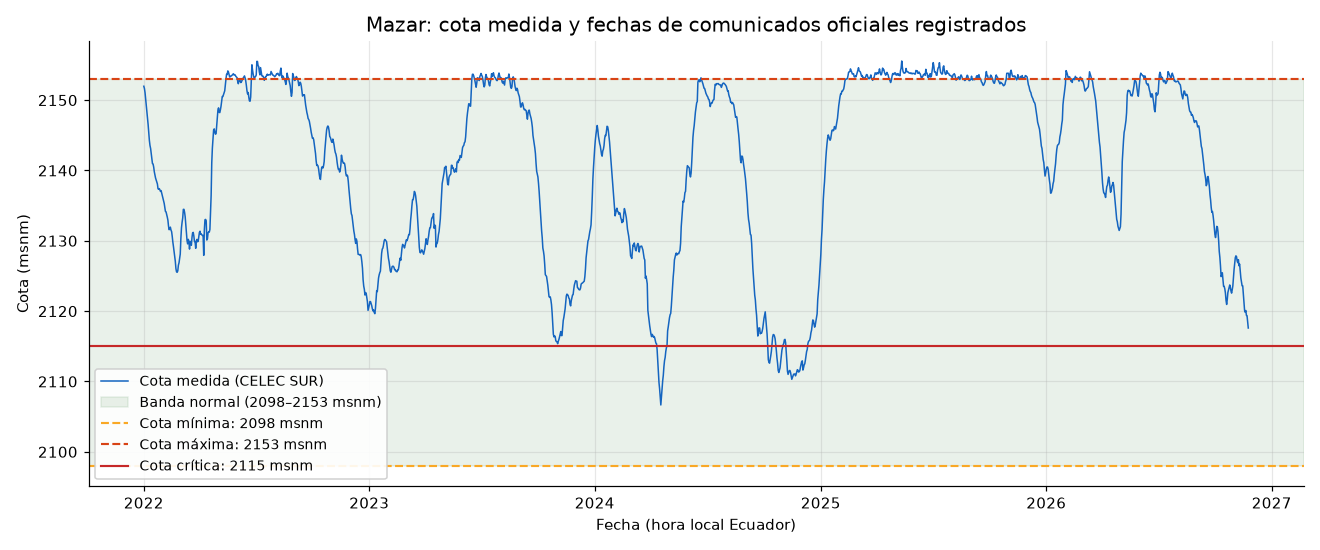 Mazar: cota medida y fechas de comunicados oficiales registrados
Cota (msnm)
2150
2140
2130
2120
2110
2100
Cota medida (CELEC SUR)
Banda normal (2098–2153 msnm)
Cota mínima: 2098 msnm
Cota máxima: 2153 msnm
Cota crítica: 2115 msnm
2022 2023 2024 2025 2026 2027
Fecha (hora local Ecuador)